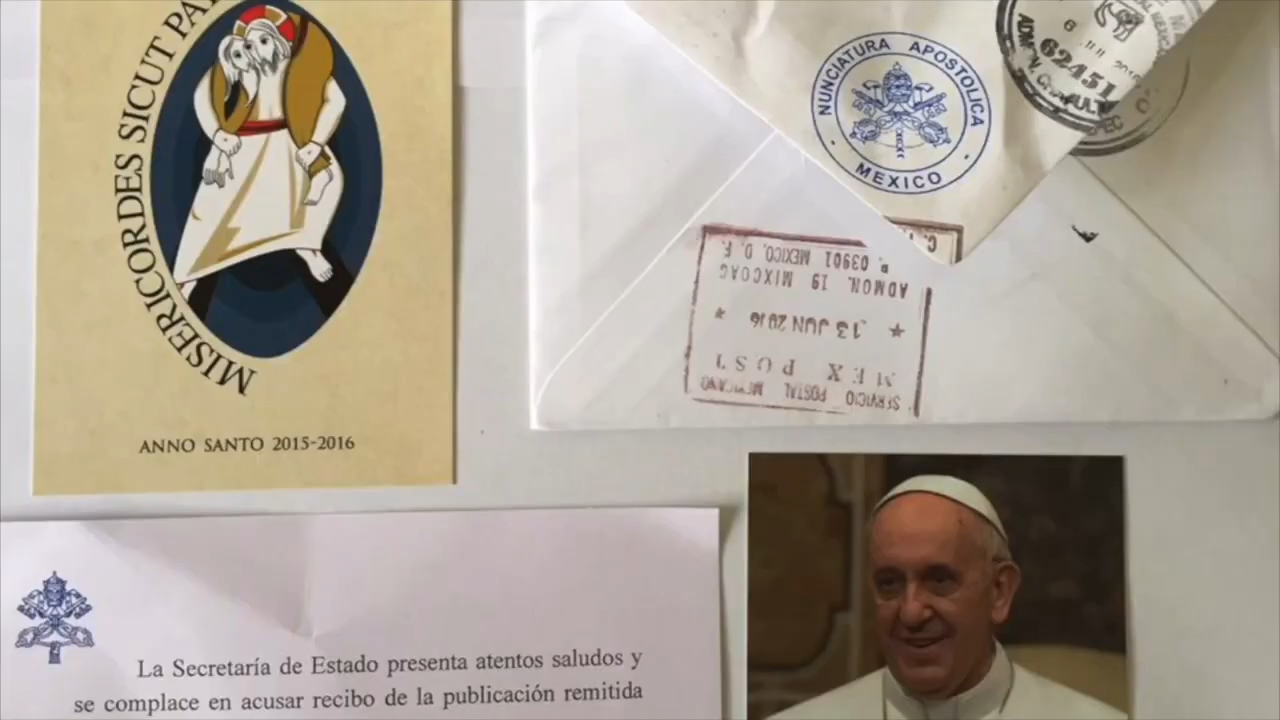 MISERICORDES SICUT PA
ANNO SANTO 2015-2016
NUNCIATURA APOSTOLICA
MEXICO
62451
C.
P. 03901 MEXICO, D. F.
ADMON. 19 MIXCOAC
★ 13 JUN 2016 ★
MEX POST
SERVICIO POSTAL MEXICANO
La Secretaría de Estado presenta atentos saludos y
se complace en acusar recibo de la publicación remitida